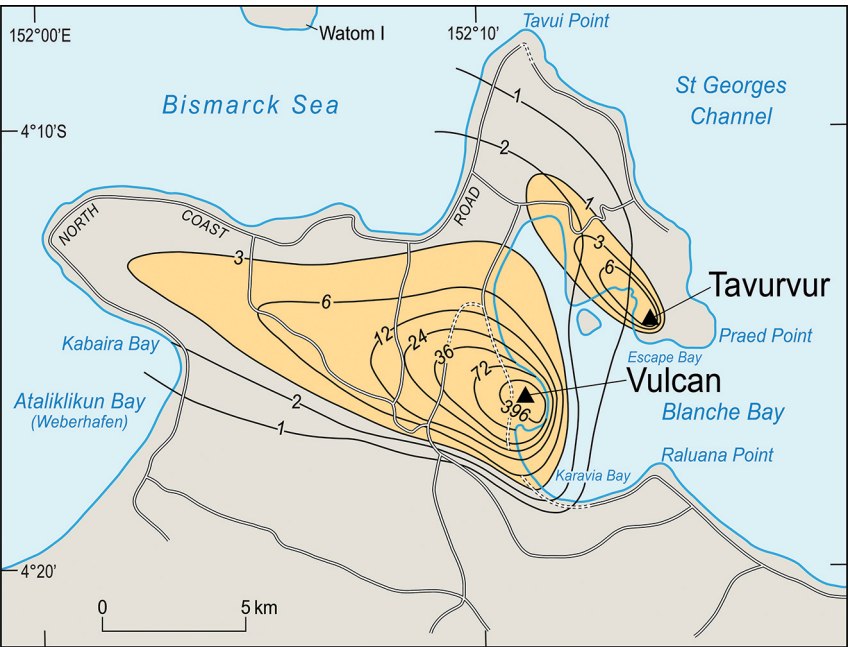 152°00'E
Watom I
152°10'
Tavui Point
Bismarck Sea
St Georges
Channel
4°10'S
1
2
NORTH
COAST
ROAD
1
3
6
3
6
12
24
36
72
396
Tavurvur
Praed Point
Escape Bay
Vulcan
Kabaira Bay
Ataliklikun Bay
(Weberhafen)
2
1
Blanche Bay
Raluana Point
Karavia Bay
4°20'
0
5 km